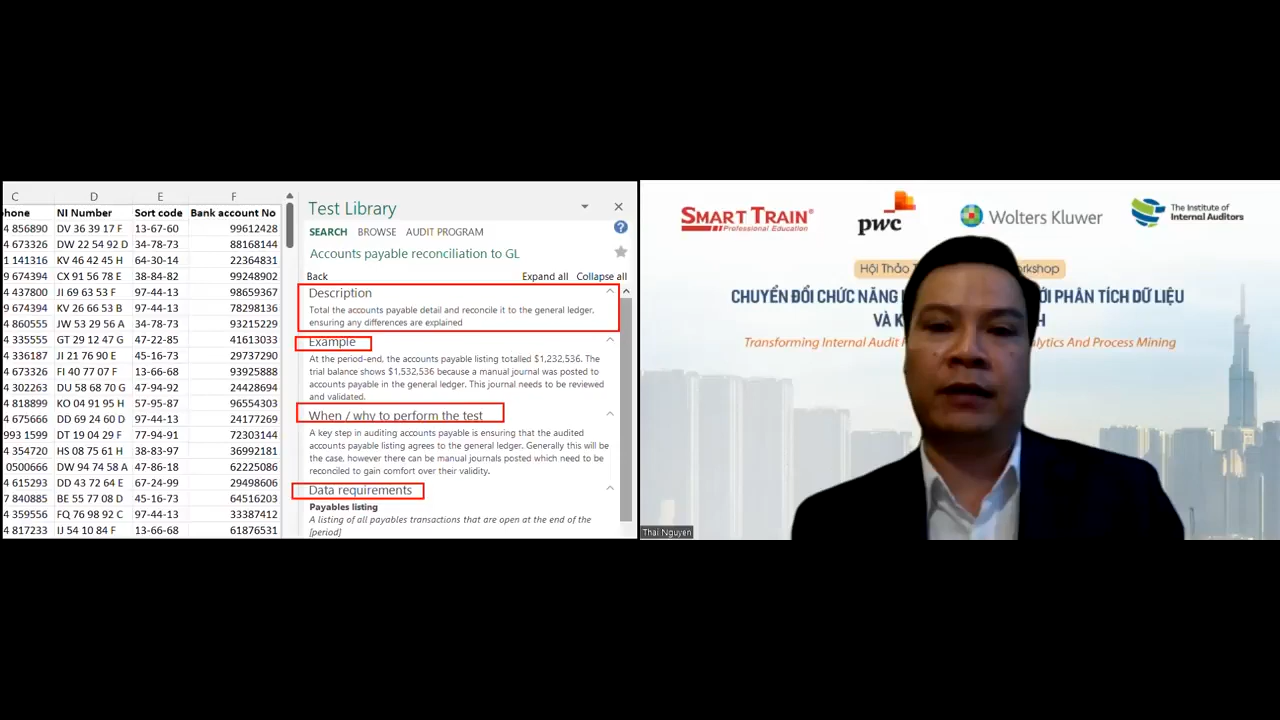 C D E F
hone NI Number Sort code Bank account No
4 856890 DV 36 39 17 F 13-67-60 99612428
4 673326 DW 22 54 92 D 34-78-73 88168144
1 141316 KV 46 42 45 H 64-30-14 22364831
9 674394 CX 91 56 78 E 38-84-82 99248902
4 437800 JI 69 63 53 F 97-44-13 98659367
9 674394 KV 26 66 53 B 97-44-13 78298136
4 860555 JW 53 29 56 A 34-78-73 93215229
4 335555 GT 29 12 47 G 47-22-85 41613033
4 336187 JI 21 76 90 E 45-16-73 29737290
4 673326 FI 40 77 07 F 13-66-68 93925888
4 302263 DU 58 68 70 G 47-94-92 24428694
4 818899 KO 04 91 95 H 57-95-87 96554303
4 675666 DD 69 24 60 D 97-44-13 24177269
993 1599 DT 19 04 29 F 77-94-91 72303144
4 354720 HS 08 75 61 H 38-83-97 36992181
0500666 DW 94 74 58 A 47-86-18 62225086
4 615293 DD 43 72 64 E 67-24-99 29498606
7 840885 BE 55 77 08 D 45-16-73 64516203
4 359556 FQ 76 98 92 C 97-44-13 33387412
4 817233 IJ 54 10 84 F 13-66-68 61876531
Test Library
SEARCH BROWSE AUDIT PROGRAM
Accounts payable reconciliation to GL
Back Expand all Collapse all
Description
Total the accounts payable detail and reconcile it to the general ledger,
ensuring any differences are explained
Example
At the period-end, the accounts payable listing totalled $1,232,536. The
trial balance shows $1,532,536 because a manual journal was posted to
accounts payable in the general ledger. This journal needs to be reviewed
and validated.
When / why to perform the test
A key step in auditing accounts payable is ensuring that the audited
accounts payable listing agrees to the general ledger. Generally this will be
the case, however there can be manual journals posted which need to be
reconciled to gain comfort over their validity.
Data requirements
Payables listing
A listing of all payables transactions that are open at the end of the
[period]
SMART TRAIN
Professional Education
pwc
Wolters Kluwer
The Institute of
Internal Auditors
Hội Thảo T orkshop
CHUYỂN ĐỔI CHỨC NĂNG ỚI PHÂN TÍCH DỮ LIỆU
VÀ K H
Transforming Internal Audit alytics And Process Mining
Thai Nguyen